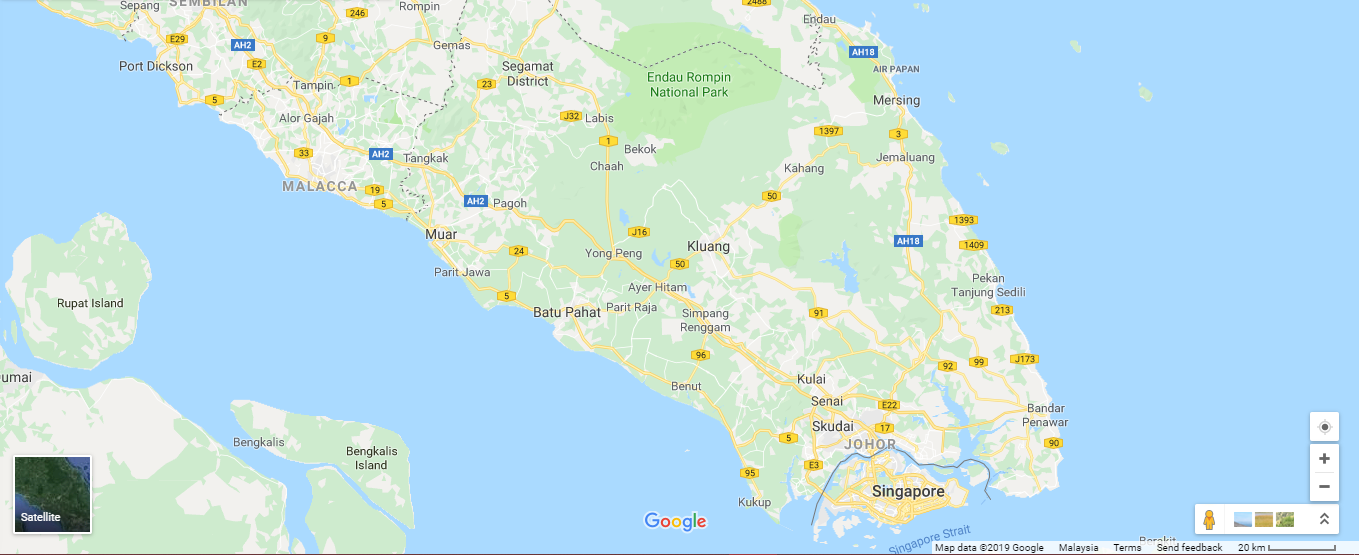 Sepang
SEMBILAN
246
Rompin
2488
Endau
E29
AH2
9
Gemas
AH18
Port Dickson
E2
Segamat
District
AIR PAPAN
Tampin
1
23
Endau Rompin
National Park
5
Mersing
Alor Gajah
J32
Labis
1397
3
33
AH2
Tangkak
1
Bekok
Jemaluang
Chaah
Kahang
MALACCA
19
5
AH2
Pagoh
50
1393
Muar
J16
AH18
1409
24
Yong Peng
Kluang
50
Parit Jawa
Pekan
Tanjung Sedili
Ayer Hitam
5
Rupat Island
Batu Pahat
Parit Raja
Simpang
Renggam
91
213
96
J173
92
99
Dumai
Benut
Kulai
Senai
E22
Bandar
Penawar
Skudai
17
Bengkalis
5
JOHOR
90
Bengkalis
Island
E3
95
Singapore
Kukup
Satellite
Google
Singapore Strait
Map data ©2019 Google Malaysia Terms Send feedback 20 km